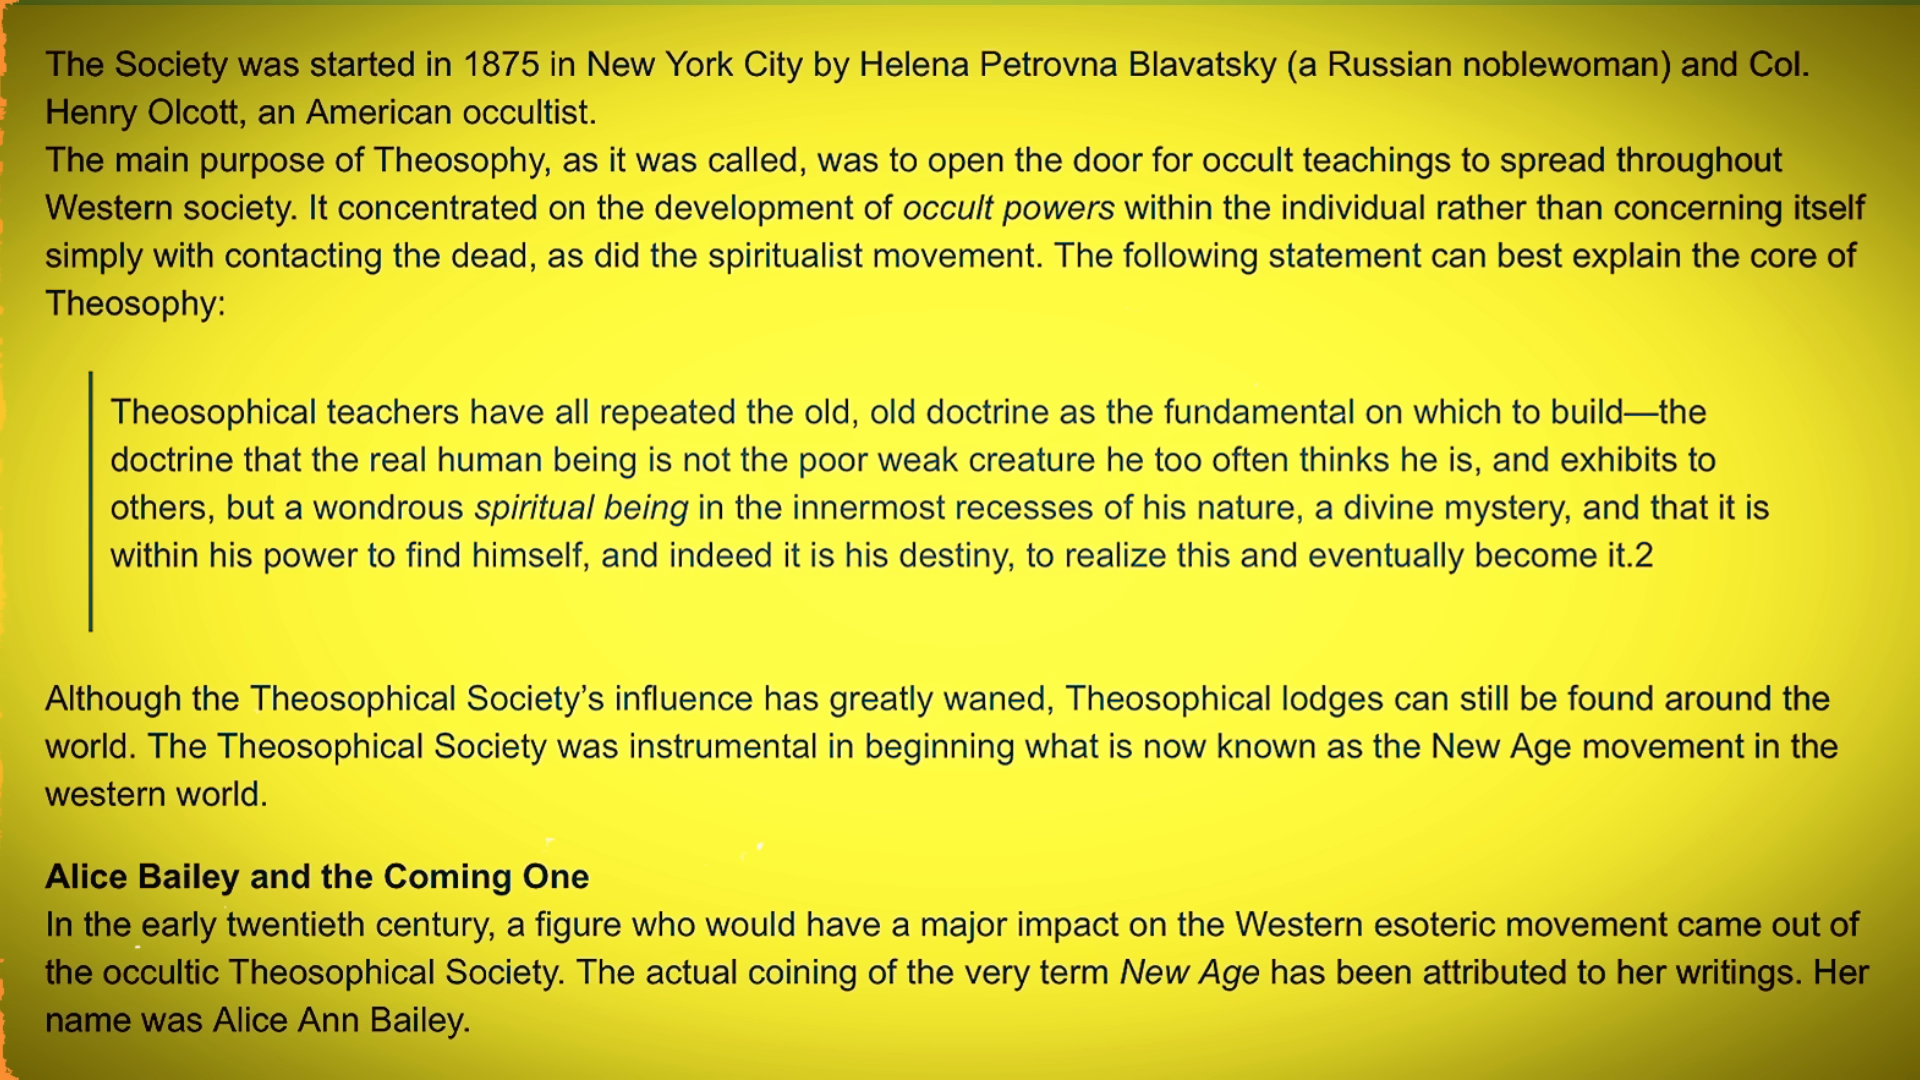 The Society was started in 1875 in New York City by Helena Petrovna Blavatsky (a Russian noblewoman) and Col.
Henry Olcott, an American occultist.
The main purpose of Theosophy, as it was called, was to open the door for occult teachings to spread throughout
Western society. It concentrated on the development of occult powers within the individual rather than concerning itself
simply with contacting the dead, as did the spiritualist movement. The following statement can best explain the core of
Theosophy:
Theosophical teachers have all repeated the old, old doctrine as the fundamental on which to build—the
doctrine that the real human being is not the poor weak creature he too often thinks he is, and exhibits to
others, but a wondrous spiritual being in the innermost recesses of his nature, a divine mystery, and that it is
within his power to find himself, and indeed it is his destiny, to realize this and eventually become it.2
Although the Theosophical Society’s influence has greatly waned, Theosophical lodges can still be found around the
world. The Theosophical Society was instrumental in beginning what is now known as the New Age movement in the
western world.
Alice Bailey and the Coming One
In the early twentieth century, a figure who would have a major impact on the Western esoteric movement came out of
the occultic Theosophical Society. The actual coining of the very term New Age has been attributed to her writings. Her
name was Alice Ann Bailey.